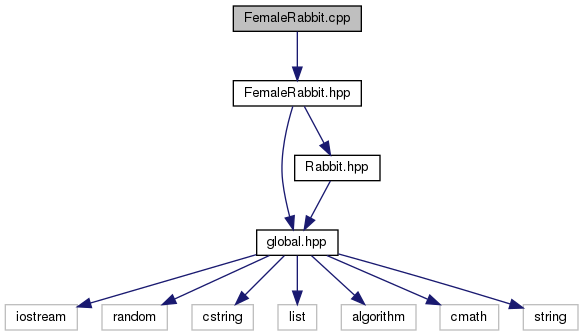 FemaleRabbit.cpp
FemaleRabbit.hpp
Rabbit.hpp
global.hpp
iostream
random
cstring
list
algorithm
cmath
string